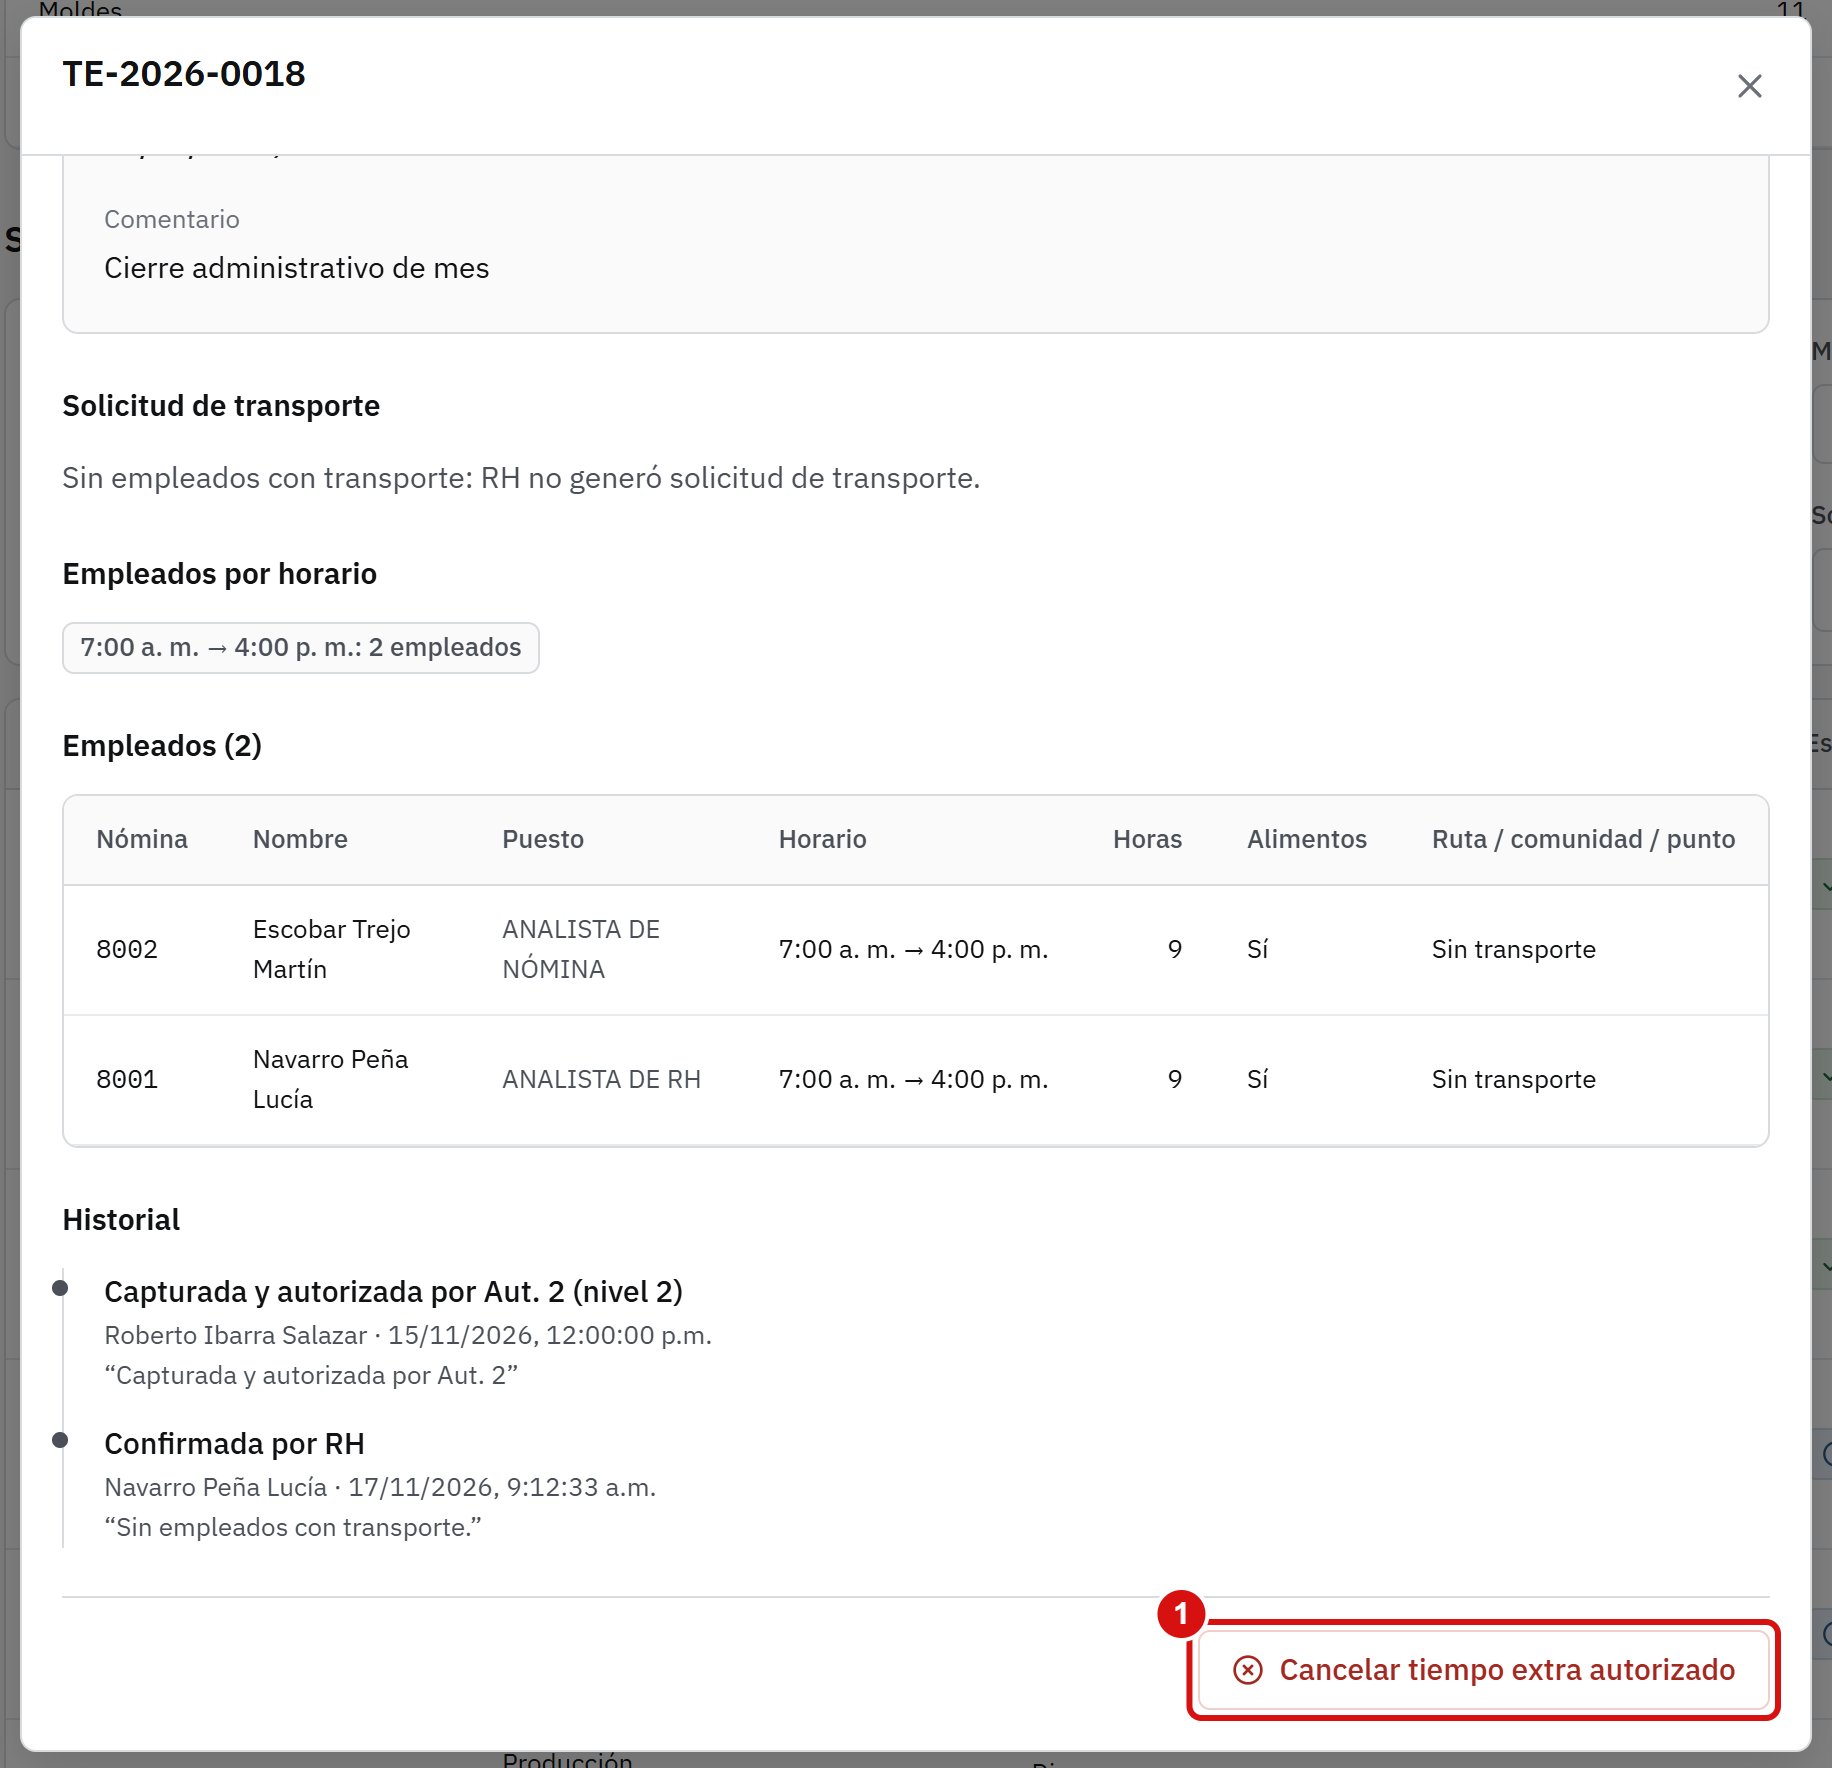 Moldes
11
TE-2026-0018
Comentario
Cierre administrativo de mes
Solicitud de transporte
Sin empleados con transporte: RH no generó solicitud de transporte.
Empleados por horario
7:00 a. m. → 4:00 p. m.: 2 empleados
Empleados (2)
Nómina Nombre Puesto Horario Horas Alimentos Ruta / comunidad / punto
8002 Escobar Trejo Martín ANALISTA DE NÓMINA 7:00 a. m. → 4:00 p. m. 9 Sí Sin transporte
8001 Navarro Peña Lucía ANALISTA DE RH 7:00 a. m. → 4:00 p. m. 9 Sí Sin transporte
Historial
Capturada y autorizada por Aut. 2 (nivel 2)
Roberto Ibarra Salazar · 15/11/2026, 12:00:00 p.m.
“Capturada y autorizada por Aut. 2”
Confirmada por RH
Navarro Peña Lucía · 17/11/2026, 9:12:33 a.m.
“Sin empleados con transporte.”
1
Cancelar tiempo extra autorizado
Producción